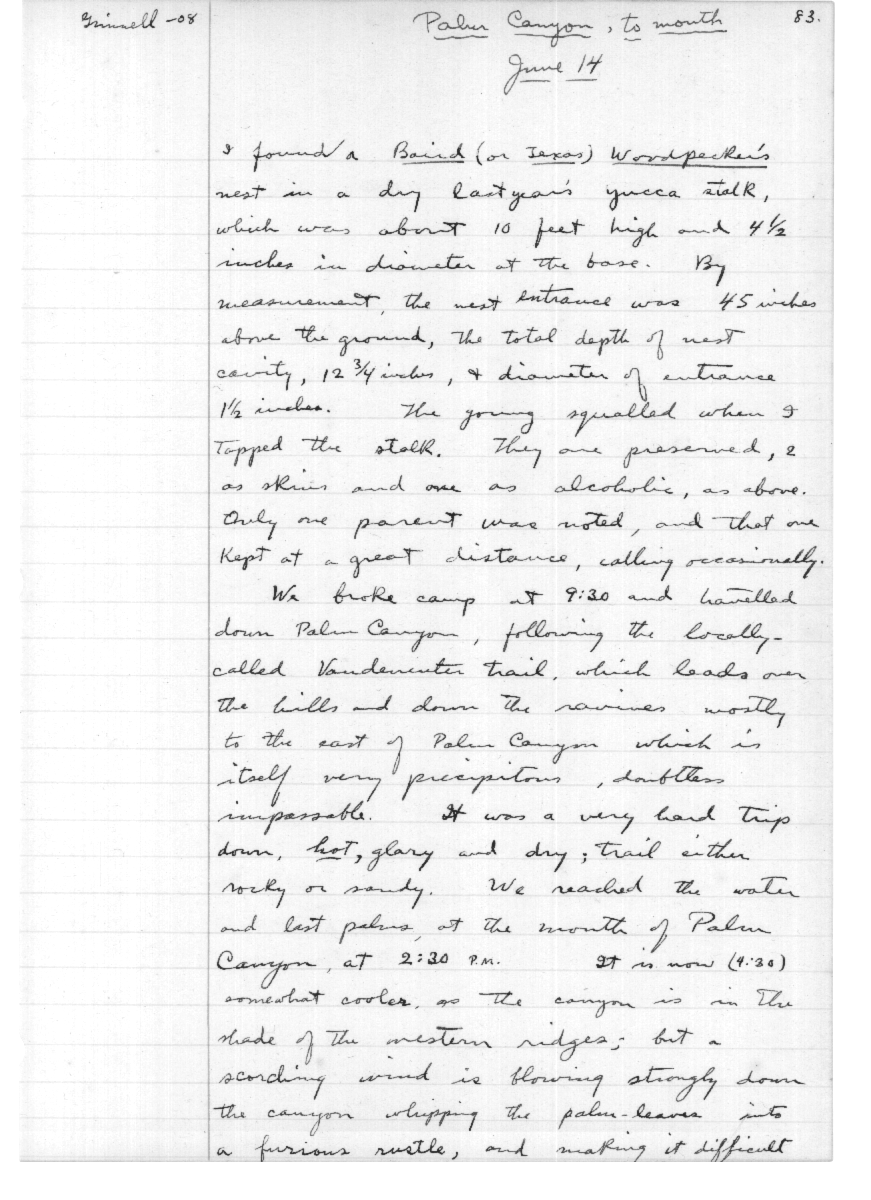 Grinnell -08
Palm Canyon, to mouth
83.
June 14
I found a Baird (or Texas) Woodpecker's
nest in a dry last year's yucca stalk,
which was about 10 feet high and 4 1/2
inches in diameter at the base. By
measurement, the nest entrance was 45 inches
above the ground, the total depth of nest
cavity, 12 3/4 inches, & diameter of entrance
1 1/2 inches. The young squalled when I
tapped the stalk. They are preserved, 2
as skins and one as alcoholic, as above.
Only one parent was noted, and that one
kept at a great distance, calling occasionally.
We broke camp at 9:30 and travelled
down Palm Canyon, following the locally-
called Vandeventer trail, which leads over
the hills and down the ravines mostly
to the east of Palm Canyon which is
itself very precipitous, doubtless
impassable. It was a very hard trip
down, hot, glary and dry; trail either
rocky or sandy. We reached the water
and last palms, at the mouth of Palm
Canyon, at 2:30 P.M. It is now (4:30)
somewhat cooler, as the canyon is in the
shade of the western ridges; but a
scorching wind is blowing strongly down
the canyon whipping the palm-leaves into
a furious rustle, and making it difficult